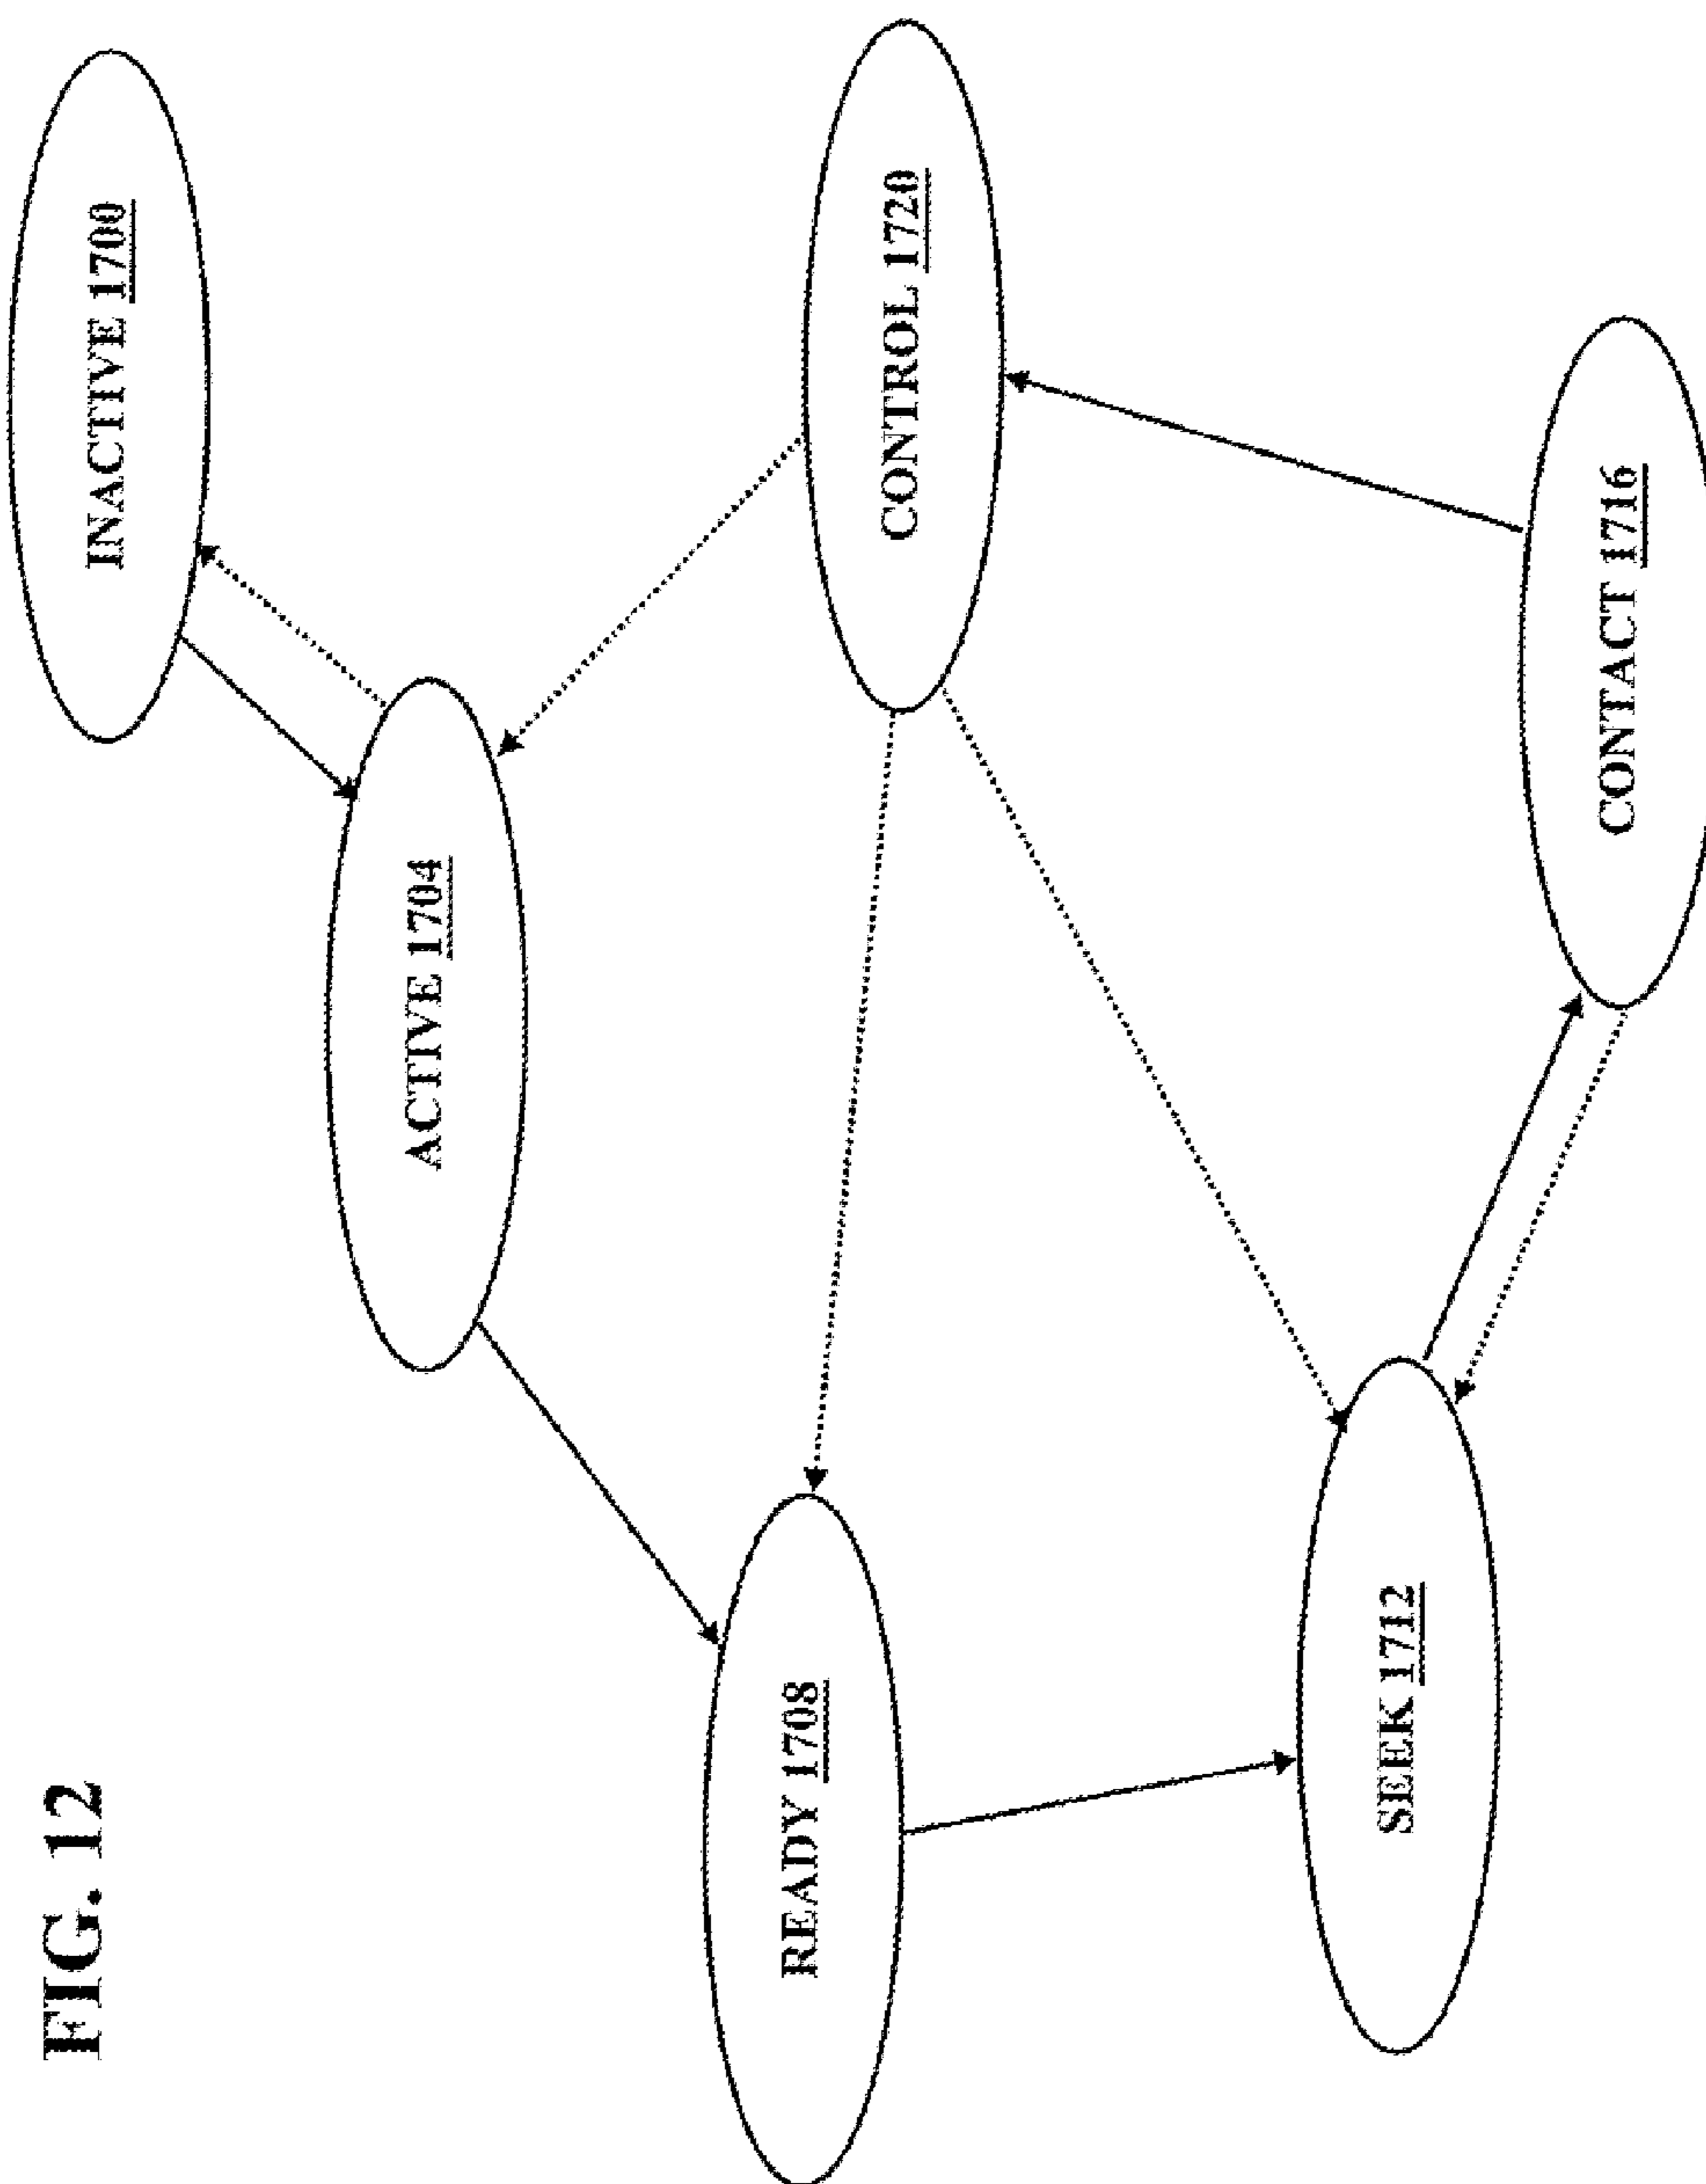 FIG. 12
INACTIVE 1700
ACTIVE 1704
READY 1708
CONTROL 1720
SEEK 1712
CONTACT 1716